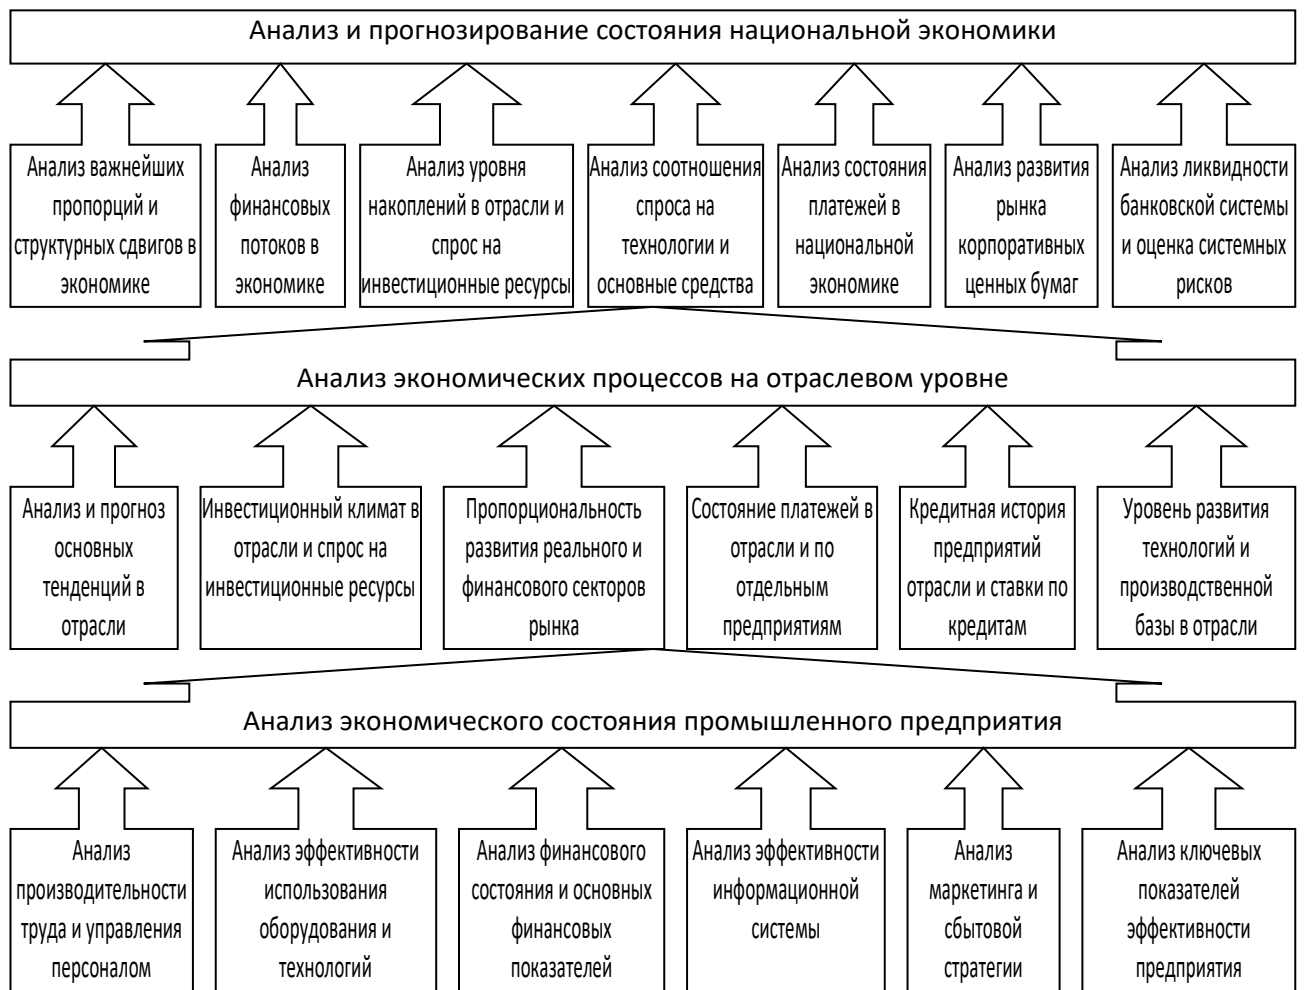 Анализ и прогнозирование состояния национальной экономики
Анализ важнейших
пропорций и
структурных сдвигов в
экономике
Анализ
финансовых
потоков в
экономике
Анализ уровня
накоплений в отрасли и
спрос на
инвестиционные ресурсы
Анализ соотношения
спроса на
технологии и
основные средства
Анализ состояния
платежей в
национальной
экономике
Анализ развития
рынка
корпоративных
ценных бумаг
Анализ ликвидности
банковской системы
и оценка системных
рисков
Анализ экономических процессов на отраслевом уровне
Анализ и прогноз
основных
тенденций в
отрасли
Инвестиционный климат в
отрасли и спрос на
инвестиционные ресурсы
Пропорциональность
развития реального и
финансового секторов
рынка
Состояние платежей в
отрасли и по
отдельным
предприятиям
Кредитная история
предприятий
отрасли и ставки по
кредитам
Уровень развития
технологий и
производственной
базы в отрасли
Анализ экономического состояния промышленного предприятия
Анализ
производительности
труда и управления
персоналом
Анализ эффективности
использования
оборудования и
технологий
Анализ финансового
состояния и основных
финансовых
показателей
Анализ эффективности
информационной
системы
Анализ
маркетинга и
сбытовой
стратегии
Анализ ключевых
показателей
эффективности
предприятия